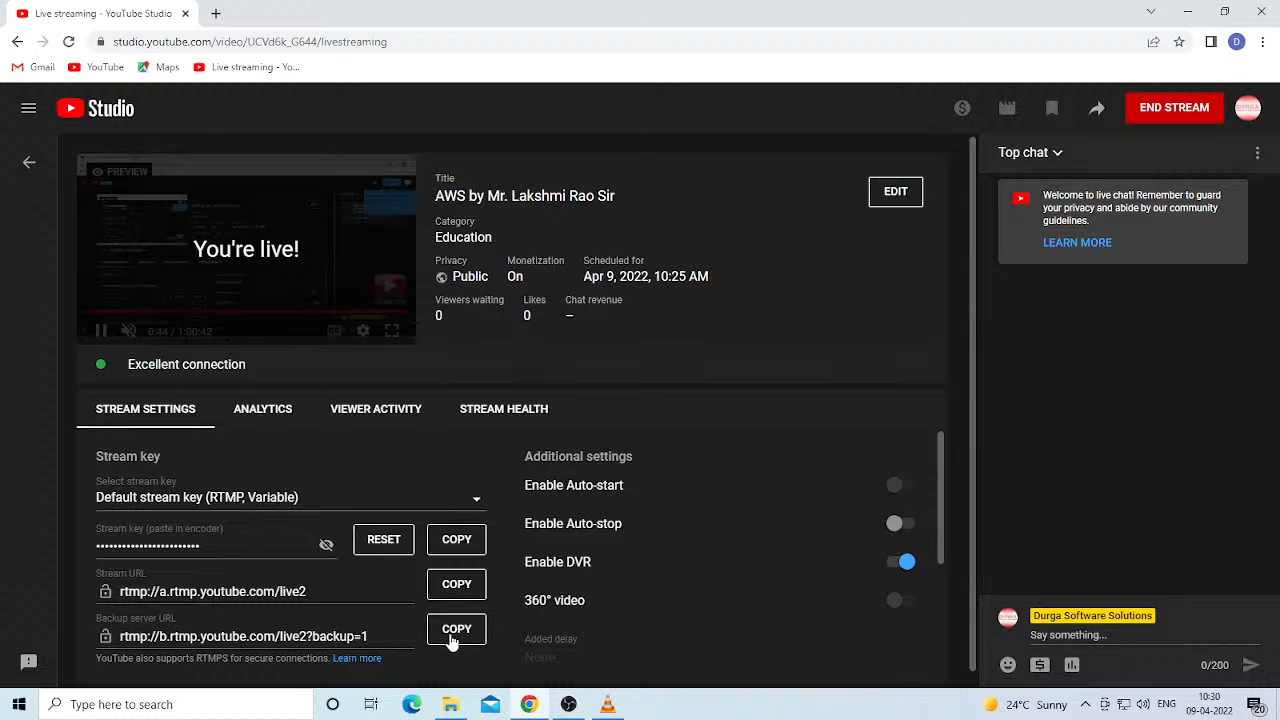 Live streaming - YouTube Studio
studio.youtube.com/video/UCVd6k_G644/livestreaming
Gmail YouTube Maps Live streaming - Yo...
Studio
END STREAM
PREVIEW
You're live!
0:44 / 1:00:42
Title
AWS by Mr. Lakshmi Rao Sir
EDIT
Category
Education
Privacy Monetization Scheduled for
Public On Apr 9, 2022, 10:25 AM
Viewers waiting Likes Chat revenue
0 0 –
Excellent connection
STREAM SETTINGS ANALYTICS VIEWER ACTIVITY STREAM HEALTH
Stream key
Select stream key
Default stream key (RTMP, Variable)
Stream key (paste in encoder)
••••••••••••••••••••••••
RESET COPY
Stream URL
rtmp://a.rtmp.youtube.com/live2
COPY
Backup server URL
rtmp://b.rtmp.youtube.com/live2?backup=1
COPY
YouTube also supports RTMPS for secure connections. Learn more
Additional settings
Enable Auto-start
Enable Auto-stop
Enable DVR
360° video
Added delay
None
Top chat
Welcome to live chat! Remember to guard
your privacy and abide by our community
guidelines.
LEARN MORE
Durga Software Solutions
Say something...
0/200
Type here to search
24°C Sunny
ENG
10:30
09-04-2022
20